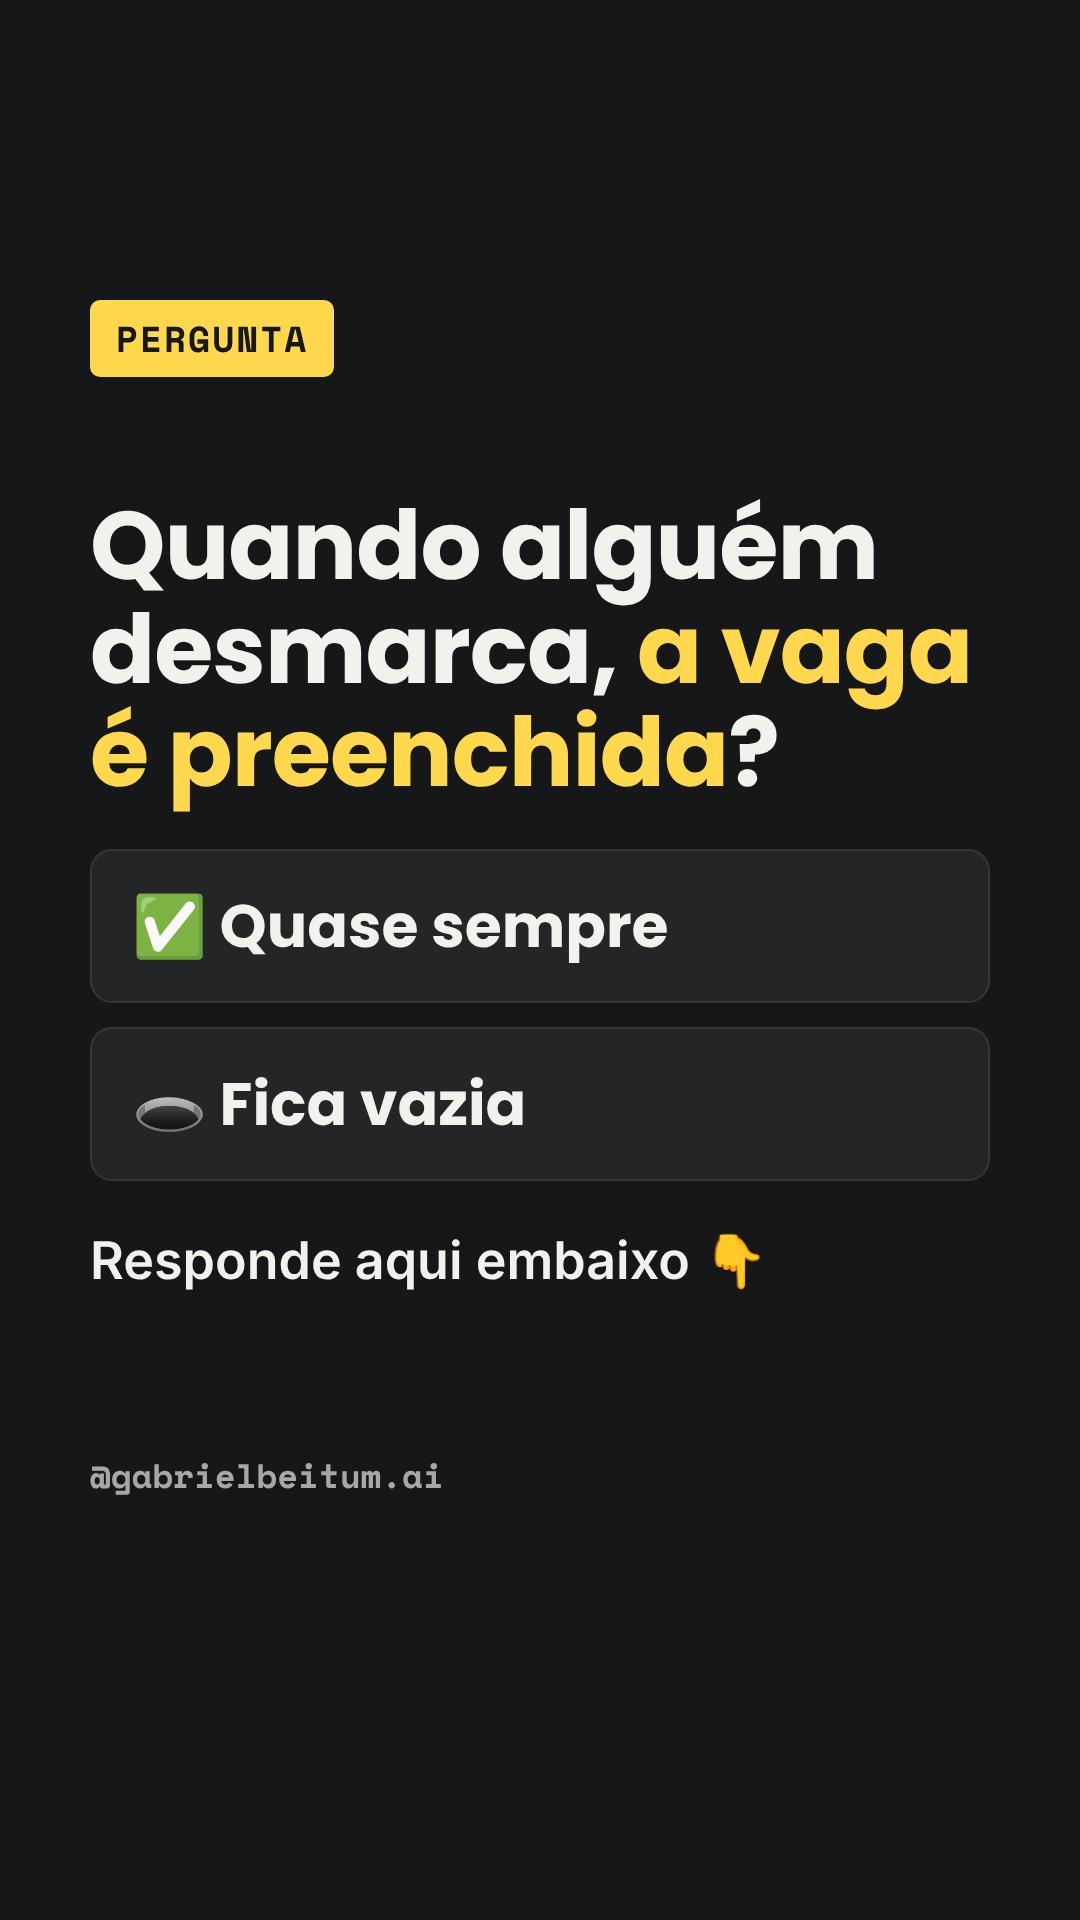 PERGUNTA
Quando alguém
desmarca, a vaga
é preenchida?
✅ Quase sempre
🕳️ Fica vazia
Responde aqui embaixo 👇
@gabrielbeitum.ai